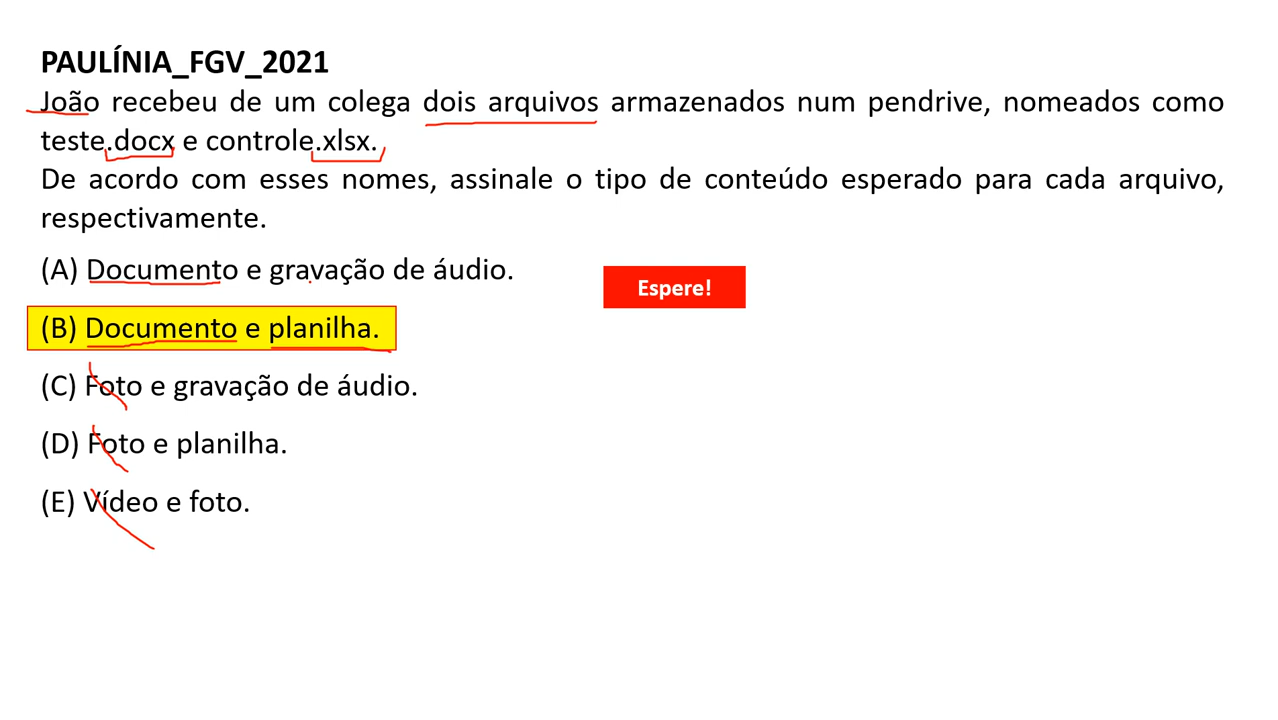 PAULÍNIA_FGV_2021
João recebeu de um colega dois arquivos armazenados num pendrive, nomeados como
teste.docx e controle.xlsx.
De acordo com esses nomes, assinale o tipo de conteúdo esperado para cada arquivo,
respectivamente.
(A) Documento e gravação de áudio.
Espere!
(B) Documento e planilha.
(C) Foto e gravação de áudio.
(D) Foto e planilha.
(E) Vídeo e foto.